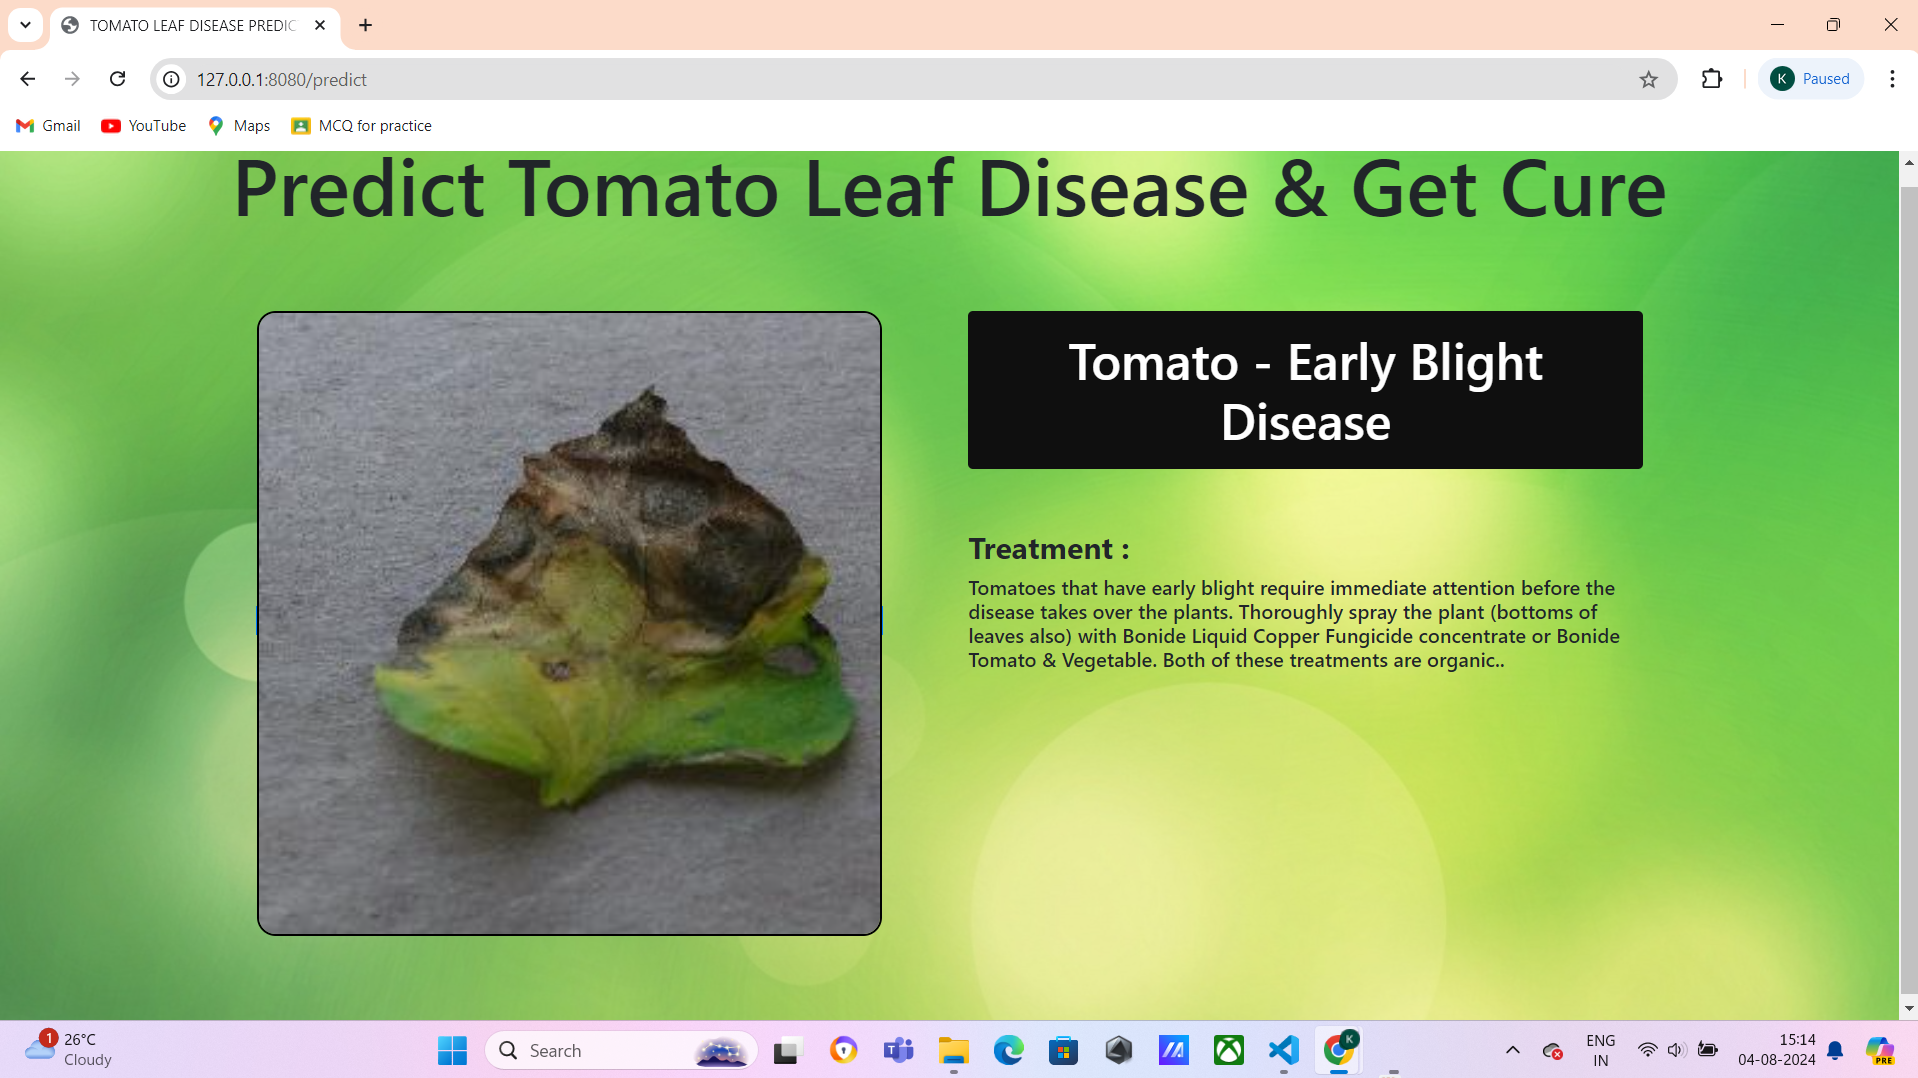 TOMATO LEAF DISEASE PREDIC
127.0.0.1:8080/predict
K Paused
Gmail YouTube Maps MCQ for practice
Predict Tomato Leaf Disease & Get Cure
Tomato - Early Blight
Disease
Treatment :
Tomatoes that have early blight require immediate attention before the
disease takes over the plants. Thoroughly spray the plant (bottoms of
leaves also) with Bonide Liquid Copper Fungicide concentrate or Bonide
Tomato & Vegetable. Both of these treatments are organic..
1 26°C
Cloudy
Search
T
K
ENG
IN
15:14
04-08-2024
PRE